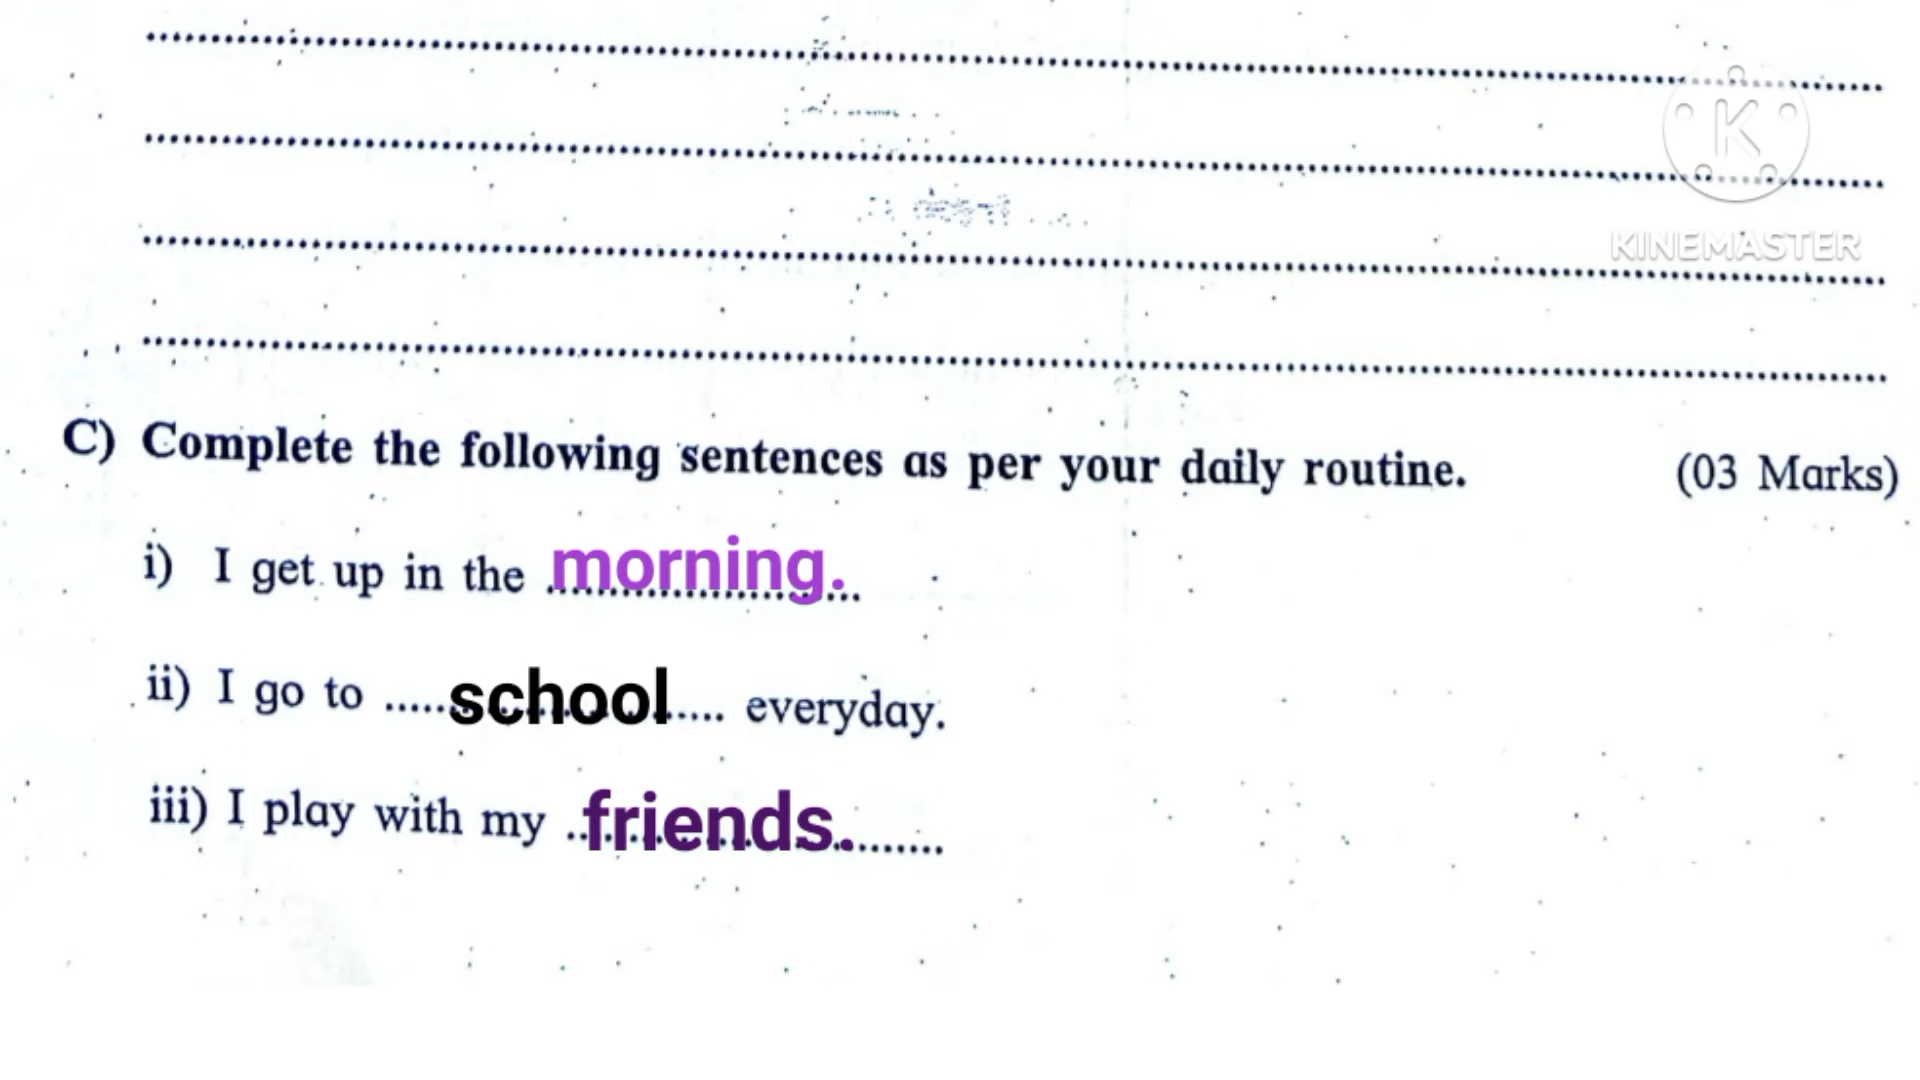 K
KINEMASTER
C) Complete the following sentences as per your daily routine. (03 Marks)
i) I get up in the morning.
ii) I go to school everyday.
iii) I play with my friends.